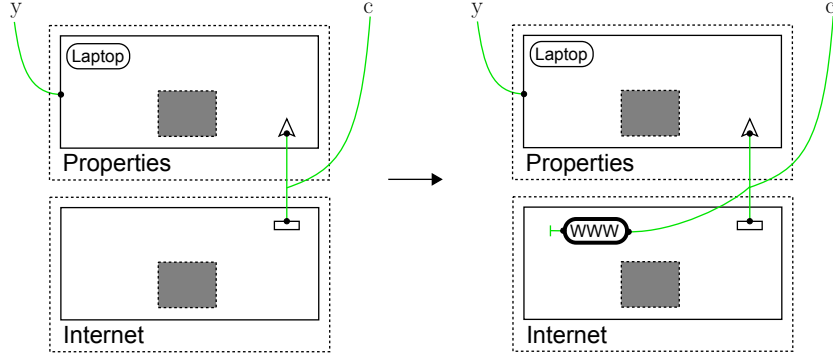 y c y c
Laptop Laptop
Properties Properties
WWW
Internet Internet